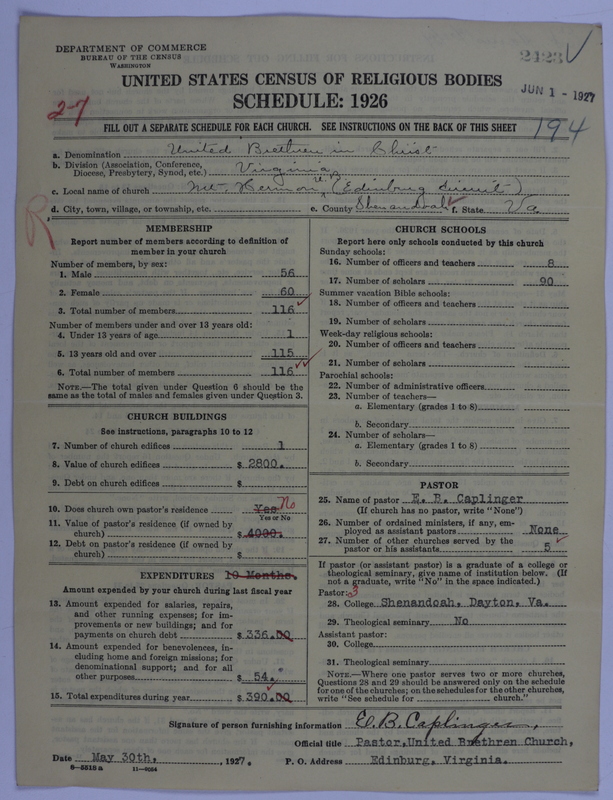 DEPARTMENT OF COMMERCE
BUREAU OF THE CENSUS
WASHINGTON
2423
UNITED STATES CENSUS OF RELIGIOUS BODIES
SCHEDULE: 1926
JUN 1 - 1927
2-7
FILL OUT A SEPARATE SCHEDULE FOR EACH CHURCH. SEE INSTRUCTIONS ON THE BACK OF THIS SHEET
194
a. Denomination United Brethren in Christ
b. Division (Association, Conference, Diocese, Presbytery, Synod, etc.) Virginia
c. Local name of church Mt. Hermon, (Edinburg circuit)
d. City, town, village, or township, etc. e. County Shenandoah f. State Va
R
MEMBERSHIP
Report number of members according to definition of
member in your church
Number of members, by sex:
1. Male 56
2. Female 60
3. Total number of members 116
Number of members under and over 13 years old:
4. Under 13 years of age 1
5. 13 years old and over 115
6. Total number of members 116
NOTE.—The total given under Question 6 should be the
same as the total of males and females given under Question 3.
CHURCH BUILDINGS
See instructions, paragraphs 10 to 12
7. Number of church edifices 1
8. Value of church edifices $ 2800.
9. Debt on church edifices $
10. Does church own pastor's residence Yes No
Yes or No
11. Value of pastor's residence (if owned by
church) $ 4000.
12. Debt on pastor's residence (if owned by
church) $
EXPENDITURES 10 Months.
Amount expended by your church during last fiscal year
13. Amount expended for salaries, repairs,
and other running expenses; for im-
provements or new buildings; and for
payments on church debt $ 336.00
14. Amount expended for benevolences, in-
cluding home and foreign missions; for
denominational support; and for all
other purposes $ 54.
15. Total expenditures during year $ 390.00
CHURCH SCHOOLS
Report here only schools conducted by this church
Sunday schools:
16. Number of officers and teachers 8
17. Number of scholars 90
Summer vacation Bible schools:
18. Number of officers and teachers
19. Number of scholars
Week-day religious schools:
20. Number of officers and teachers
21. Number of scholars
Parochial schools:
22. Number of administrative officers
23. Number of teachers—
a. Elementary (grades 1 to 8)
b. Secondary
24. Number of scholars—
a. Elementary (grades 1 to 8)
b. Secondary
PASTOR
25. Name of pastor E. B. Caplinger
(If church has no pastor, write "None")
26. Number of ordained ministers, if any, em-
ployed as assistant pastors None
27. Number of other churches served by the
pastor or his assistants 5
If pastor (or assistant pastor) is a graduate of a college or
theological seminary, give name of institution below. (If
not a graduate, write "No" in the space indicated.)
Pastor: 3
28. College Shenandoah, Dayton, Va.
29. Theological seminary No
Assistant pastor:
30. College
31. Theological seminary
NOTE.—Where one pastor serves two or more churches,
Questions 28 and 29 should be answered only on the schedule
for one of the churches; on the schedules for the other churches,
write "See schedule for church."
Signature of person furnishing information E. B. Caplinger,
Official title Pastor, United Brethren Church,
Date May 30th, 1927. P. O. Address Edinburg, Virginia.
8—5518 a 11—9084